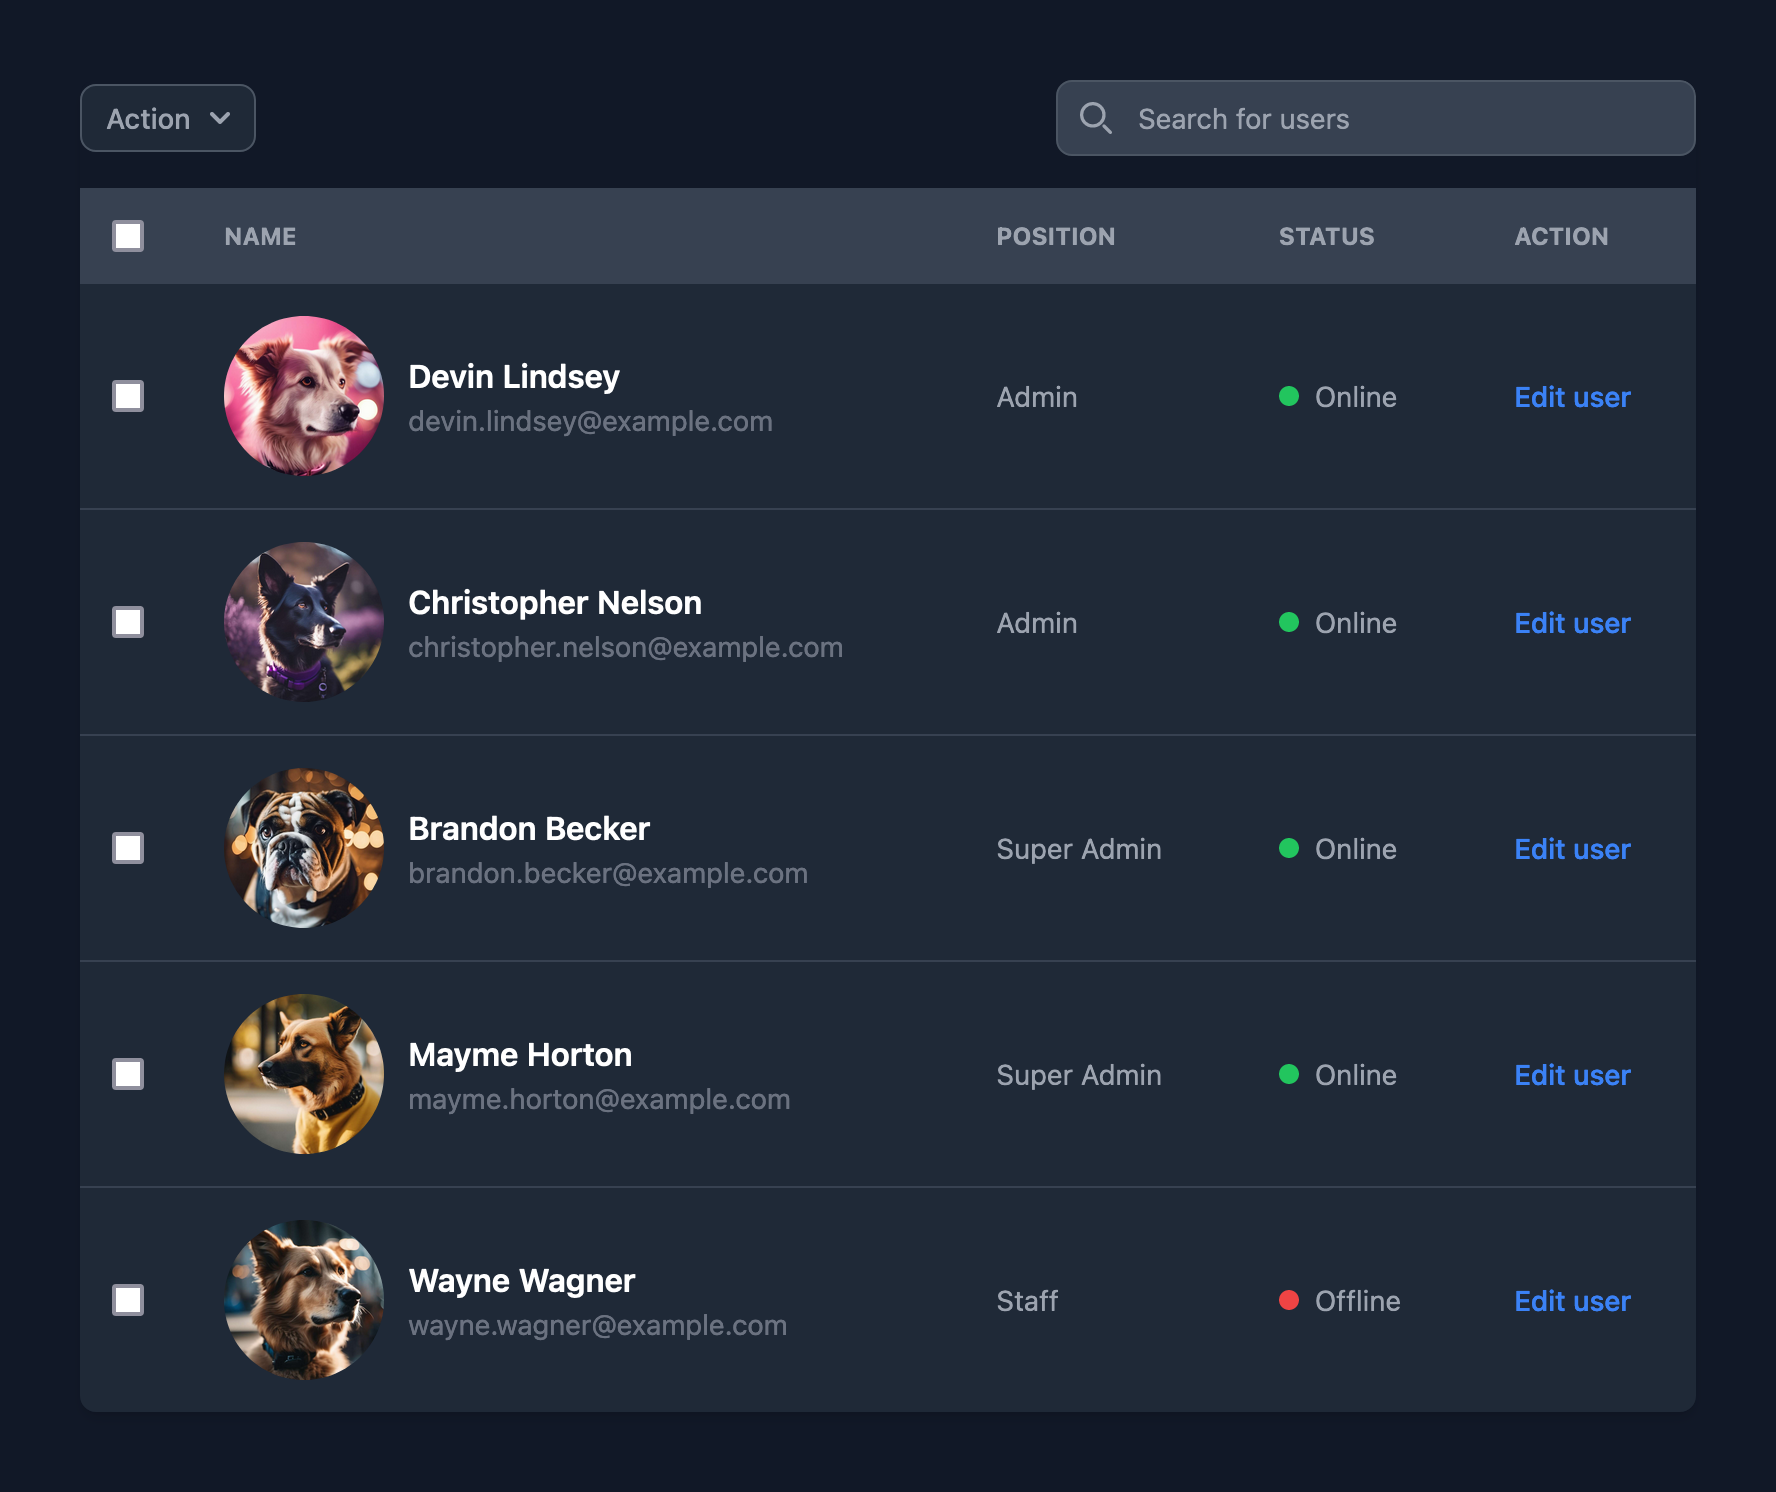 Action
Search for users
NAME POSITION STATUS ACTION
Devin Lindsey
devin.lindsey@example.com
Admin Online Edit user
Christopher Nelson
christopher.nelson@example.com
Admin Online Edit user
Brandon Becker
brandon.becker@example.com
Super Admin Online Edit user
Mayme Horton
mayme.horton@example.com
Super Admin Online Edit user
Wayne Wagner
wayne.wagner@example.com
Staff Offline Edit user